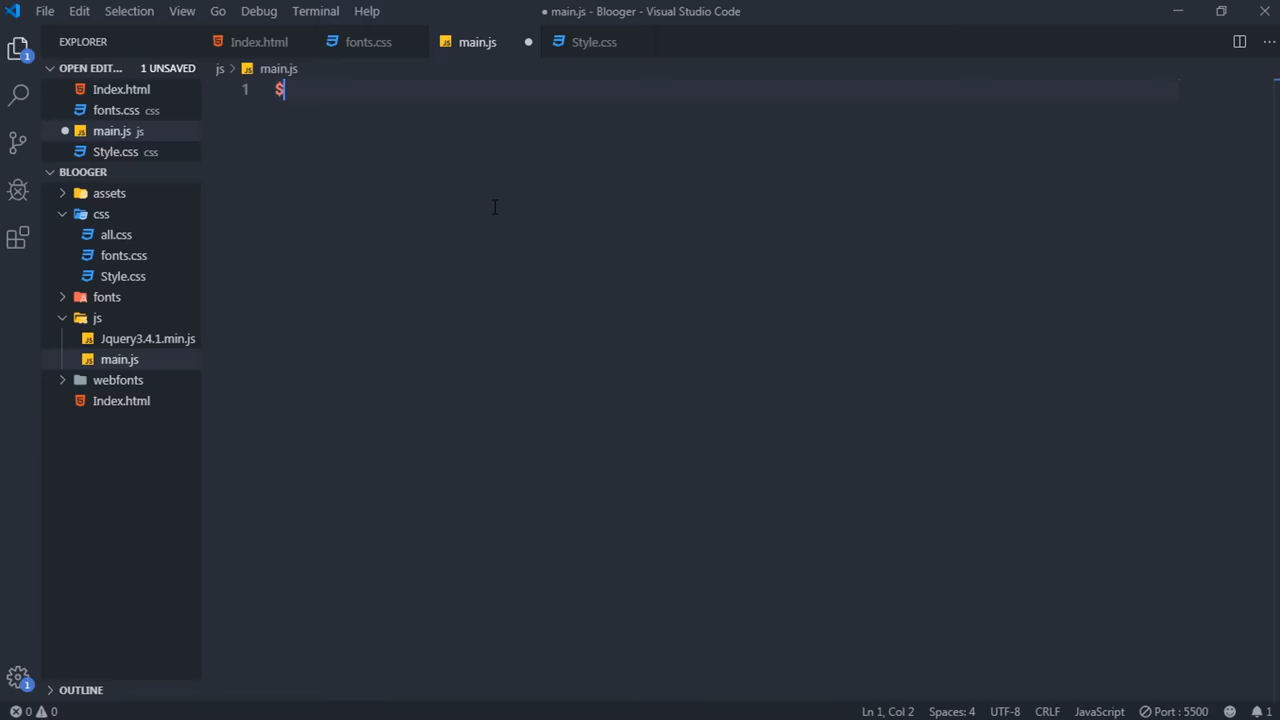 File Edit Selection View Go Debug Terminal Help
● main.js - Blooger - Visual Studio Code
EXPLORER
Index.html
fonts.css
main.js
Style.css
OPEN EDIT... 1 UNSAVED
Index.html
fonts.css css
main.js js
Style.css css
js > main.js
1 $
BLOOGER
assets
css
all.css
fonts.css
Style.css
fonts
js
Jquery3.4.1.min.js
main.js
webfonts
Index.html
OUTLINE
1
1
0 0
Ln 1, Col 2 Spaces: 4 UTF-8 CRLF JavaScript Port : 5500 1